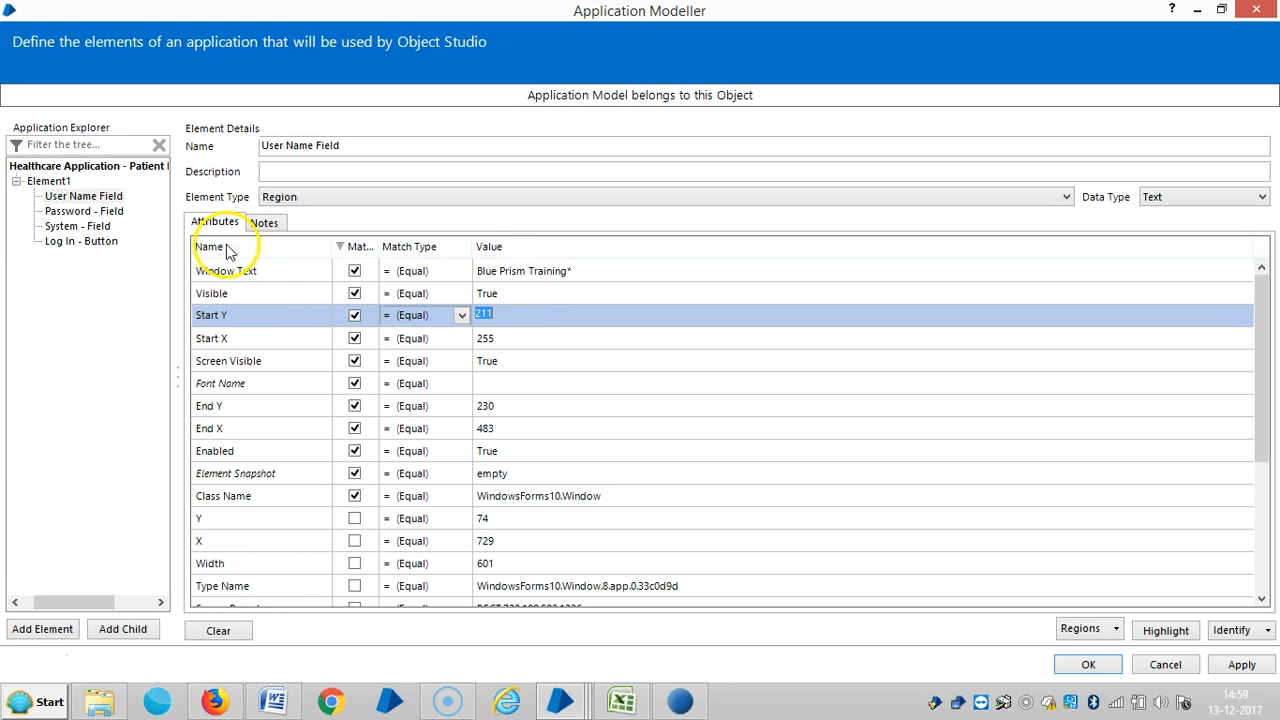 Application Modeller
Define the elements of an application that will be used by Object Studio
Application Model belongs to this Object
Application Explorer
Filter the tree...
Healthcare Application - Patient
Element1
User Name Field
Password - Field
System - Field
Log In - Button
Add Element
Add Child
Element Details
Name User Name Field
Description
Element Type Region Data Type Text
Attributes Notes
Name Mat... Match Type Value
Window Text = (Equal) Blue Prism Training*
Visible = (Equal) True
Start Y = (Equal) 211
Start X = (Equal) 255
Screen Visible = (Equal) True
Font Name = (Equal)
End Y = (Equal) 230
End X = (Equal) 483
Enabled = (Equal) True
Element Snapshot = (Equal) empty
Class Name = (Equal) WindowsForms10.Window
Y = (Equal) 74
X = (Equal) 729
Width = (Equal) 601
Type Name = (Equal) WindowsForms10.Window.8.app.0.33c0d9d
Clear Regions Highlight Identify
OK Cancel Apply
Start
14:59
13-12-2017